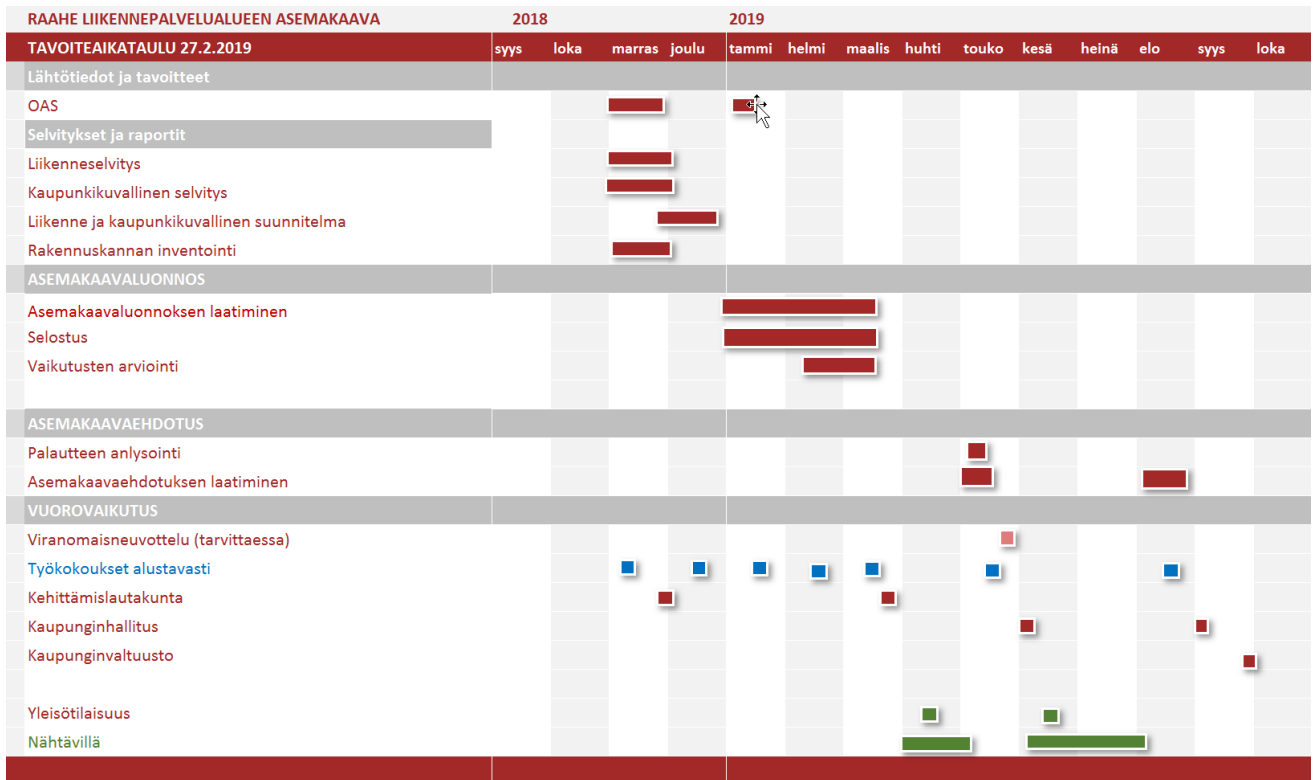 RAAHE LIIKENNEPALVELUALUEEN ASEMAKAAVA 2018 2019
TAVOITEAIKATAULU 27.2.2019 syys loka marras joulu tammi helmi maalis huhti touko kesä heinä elo syys loka
Lähtötiedot ja tavoitteet
OAS
Selvitykset ja raportit
Liikenneselvitys
Kaupunkikuvallinen selvitys
Liikenne ja kaupunkikuvallinen suunnitelma
Rakennuskannan inventointi
ASEMAKAAVALUONNOS
Asemakaavaluonnoksen laatiminen
Selostus
Vaikutusten arviointi
ASEMAKAAVAEHDOTUS
Palautteen anlysointi
Asemakaavaehdotuksen laatiminen
VUOROVAIKUTUS
Viranomaisneuvottelu (tarvittaessa)
Työkokoukset alustavasti
Kehittämislautakunta
Kaupunginhallitus
Kaupunginvaltuusto
Yleisötilaisuus
Nähtävillä